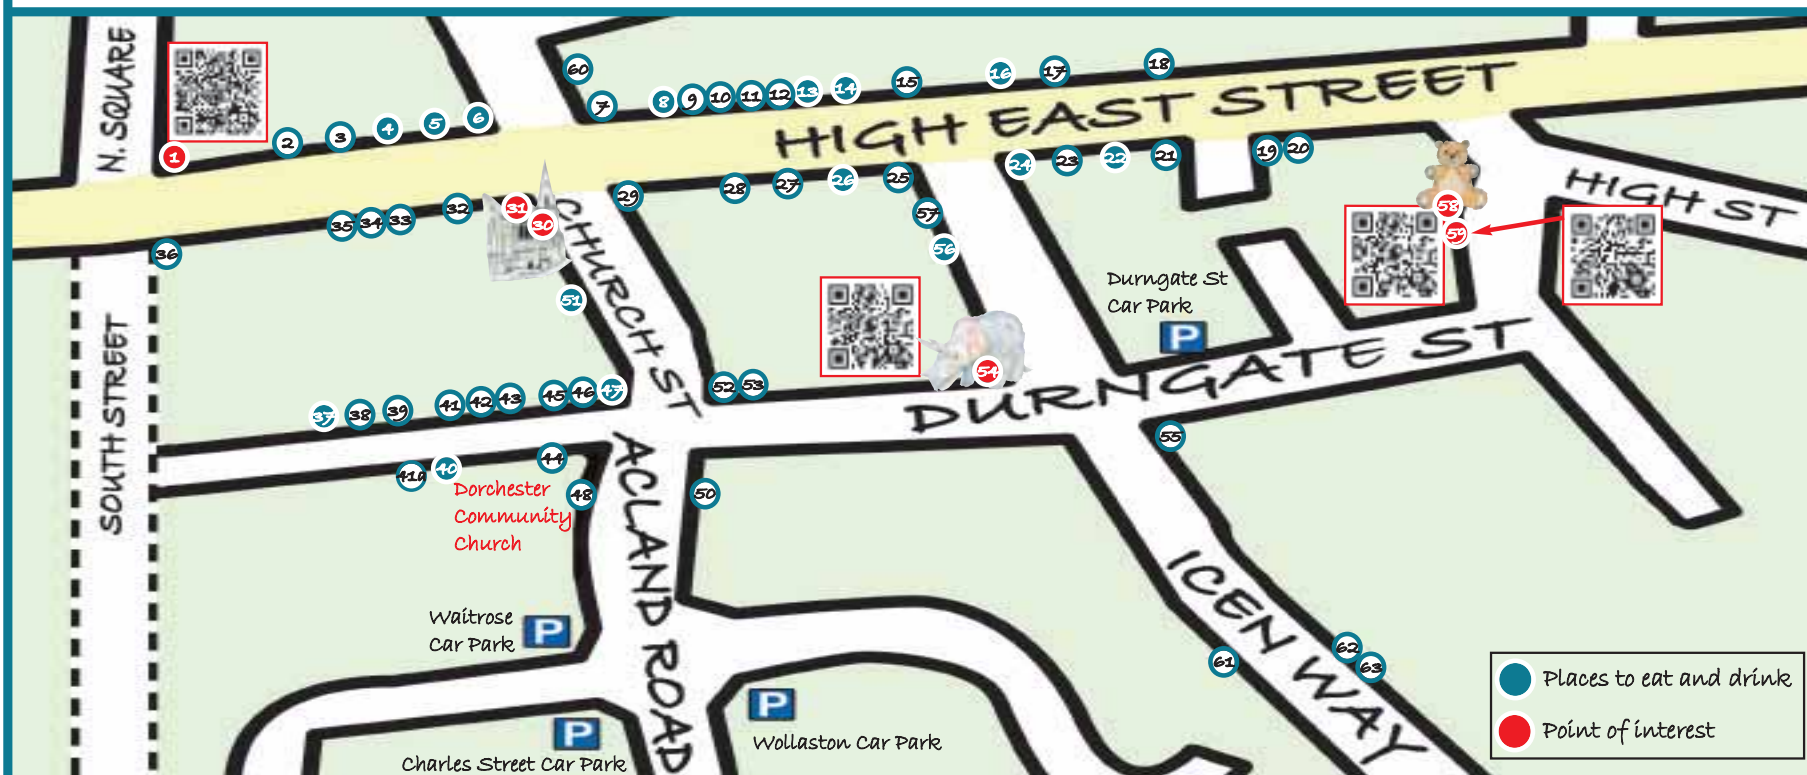 N. SQUARE
1
2
3
4
5
6
60
7
8
9
10
11
12
13
14
15
16
17
18
HIGH EAST STREET
36
35
34
33
32
31
30
29
28
27
26
25
24
23
22
21
19
20
58
59
HIGH ST
57
56
CHURCH ST
51
Durngate St
Car Park
P
54
SOUTH STREET
37
38
39
41
42
43
45
46
47
52
53
DURNGATE ST
55
41a
40
44
48
50
Dorchester
Community
Church
ACLAND ROAD
Waitrose
Car Park
P
ICEN WAY
61
62
63
P
Wollaston Car Park
P
Charles Street Car Park
Places to eat and drink
Point of interest